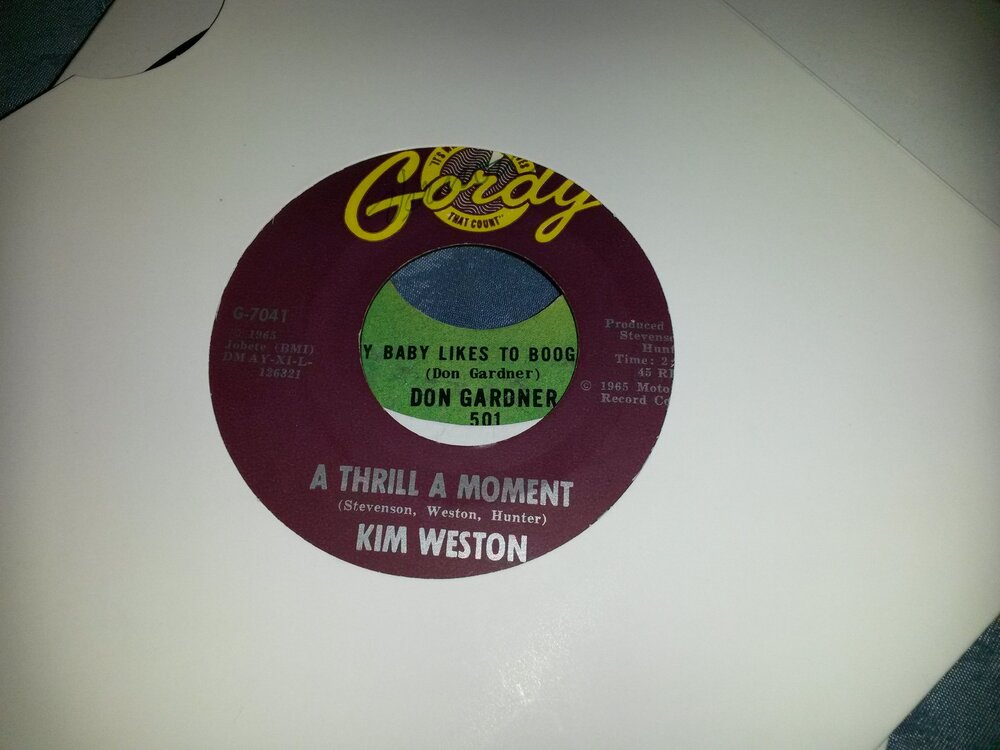 Gordy
THAT COUNT"
G-7041
© 1965
Jobete (BMI)
DM AY-XI-L-
126321
Produced
Stevens
Hunt
Time: 2:
45 R
© 1965 Moto
Record Co
Y BABY LIKES TO BOOG
(Don Gardner)
DON GARDNER
501
A THRILL A MOMENT
(Stevenson, Weston, Hunter)
KIM WESTON